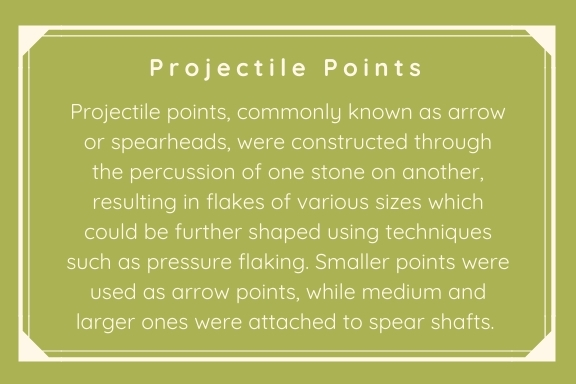 Projectile Points
Projectile points, commonly known as arrow
or spearheads, were constructed through
the percussion of one stone on another,
resulting in flakes of various sizes which
could be further shaped using techniques
such as pressure flaking. Smaller points were
used as arrow points, while medium and
larger ones were attached to spear shafts.